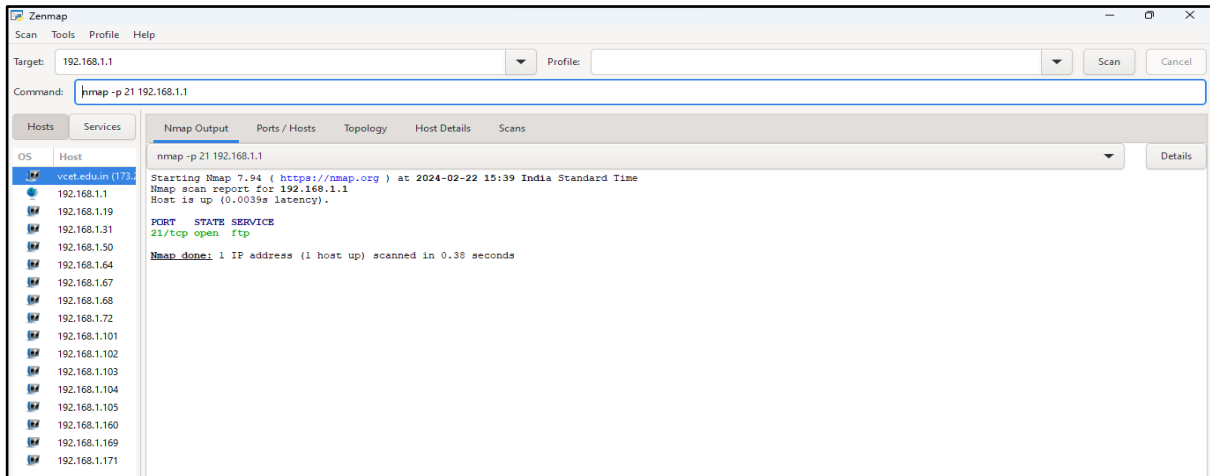 Zenmap
Scan Tools Profile Help
Target: 192.168.1.1 Profile: Scan Cancel
Command: nmap -p 21 192.168.1.1
Hosts Services Nmap Output Ports / Hosts Topology Host Details Scans
OS Host nmap -p 21 192.168.1.1 Details
vcet.edu.in (173.2
192.168.1.1
192.168.1.19
192.168.1.31
192.168.1.50
192.168.1.64
192.168.1.67
192.168.1.68
192.168.1.72
192.168.1.101
192.168.1.102
192.168.1.103
192.168.1.104
192.168.1.105
192.168.1.160
192.168.1.169
192.168.1.171
Starting Nmap 7.94 ( https://nmap.org ) at 2024-02-22 15:39 India Standard Time
Nmap scan report for 192.168.1.1
Host is up (0.0039s latency).
PORT STATE SERVICE
21/tcp open ftp
Nmap done: 1 IP address (1 host up) scanned in 0.38 seconds